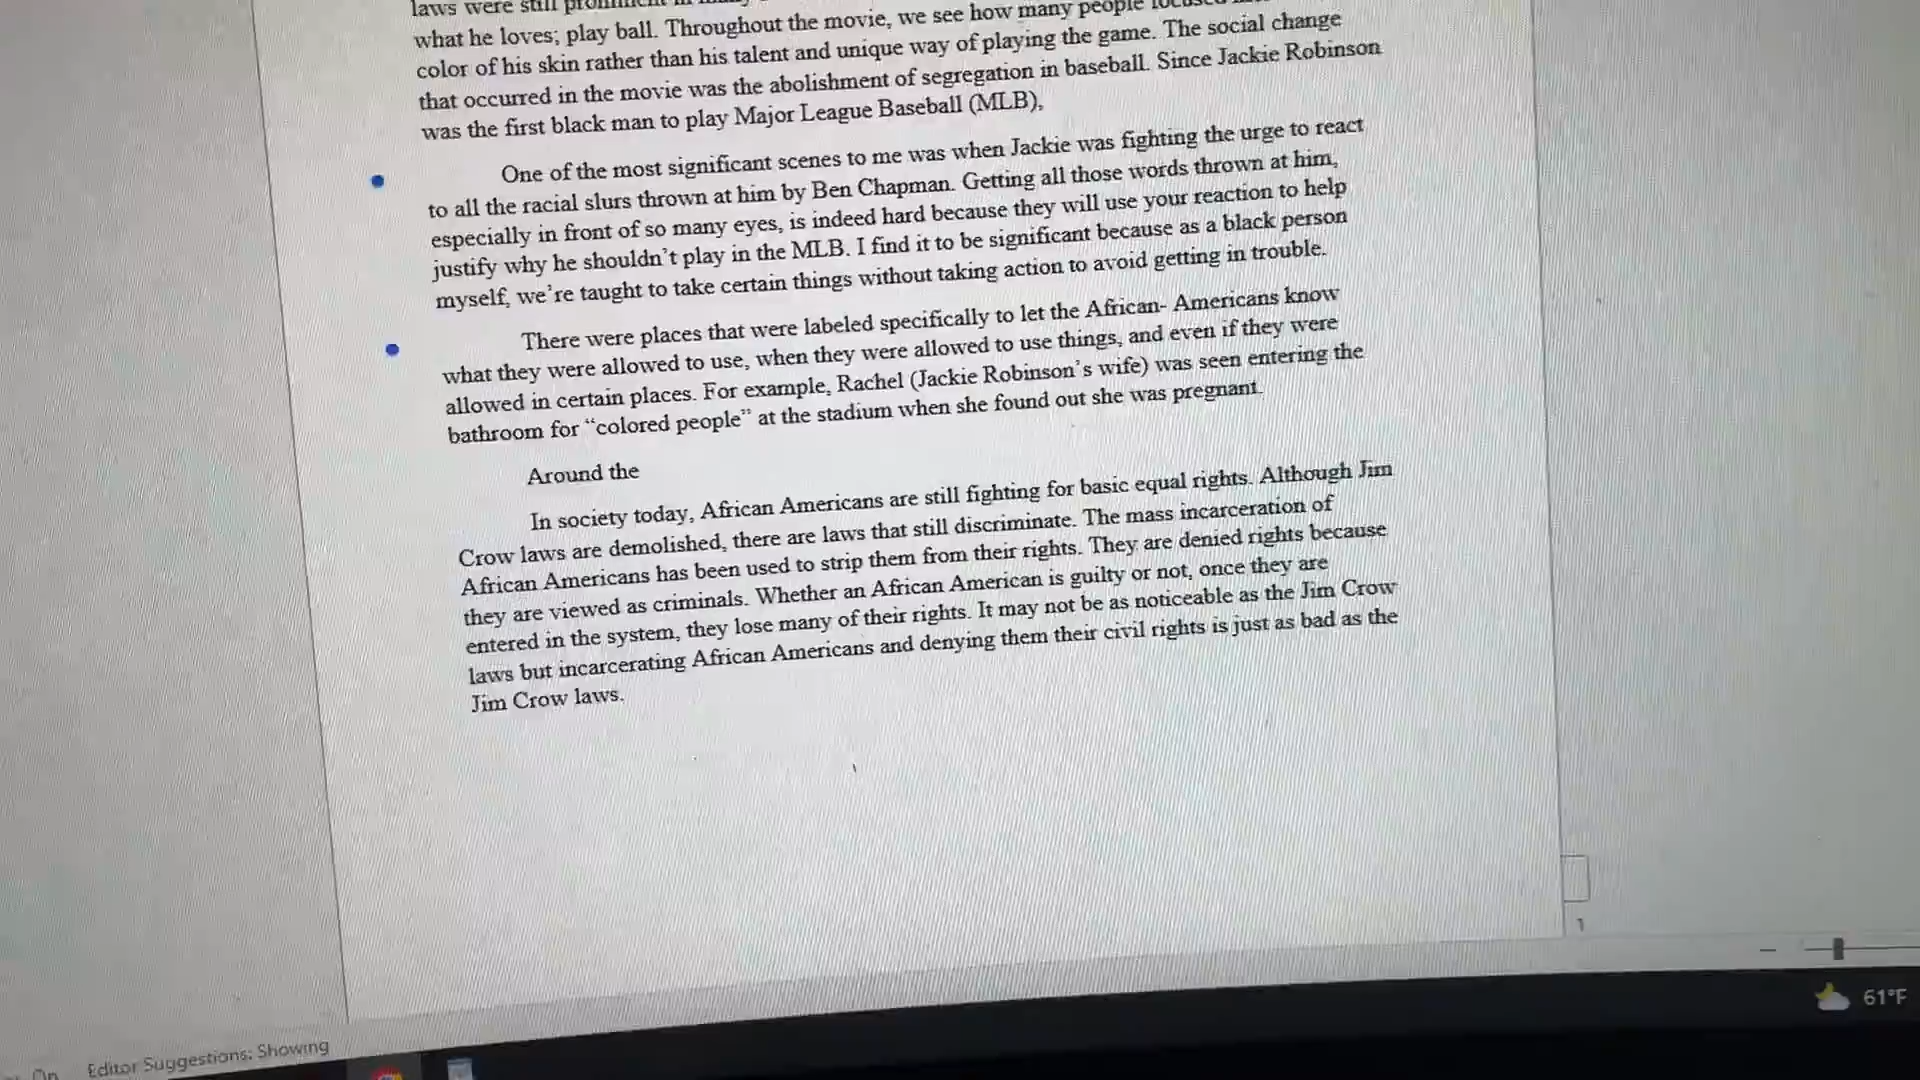 laws were still prominent in many
what he loves; play ball. Throughout the movie, we see how many people focused
color of his skin rather than his talent and unique way of playing the game. The social change
that occurred in the movie was the abolishment of segregation in baseball. Since Jackie Robinson
was the first black man to play Major League Baseball (MLB),
One of the most significant scenes to me was when Jackie was fighting the urge to react
to all the racial slurs thrown at him by Ben Chapman. Getting all those words thrown at him,
especially in front of so many eyes, is indeed hard because they will use your reaction to help
justify why he shouldn't play in the MLB. I find it to be significant because as a black person
myself, we're taught to take certain things without taking action to avoid getting in trouble.
There were places that were labeled specifically to let the African- Americans know
what they were allowed to use, when they were allowed to use things, and even if they were
allowed in certain places. For example, Rachel (Jackie Robinson's wife) was seen entering the
bathroom for “colored people” at the stadium when she found out she was pregnant.
Around the
In society today, African Americans are still fighting for basic equal rights. Although Jim
Crow laws are demolished, there are laws that still discriminate. The mass incarceration of
African Americans has been used to strip them from their rights. They are denied rights because
they are viewed as criminals. Whether an African American is guilty or not, once they are
entered in the system, they lose many of their rights. It may not be as noticeable as the Jim Crow
laws but incarcerating African Americans and denying them their civil rights is just as bad as the
Jim Crow laws.
1
61°F
On Editor Suggestions: Showing